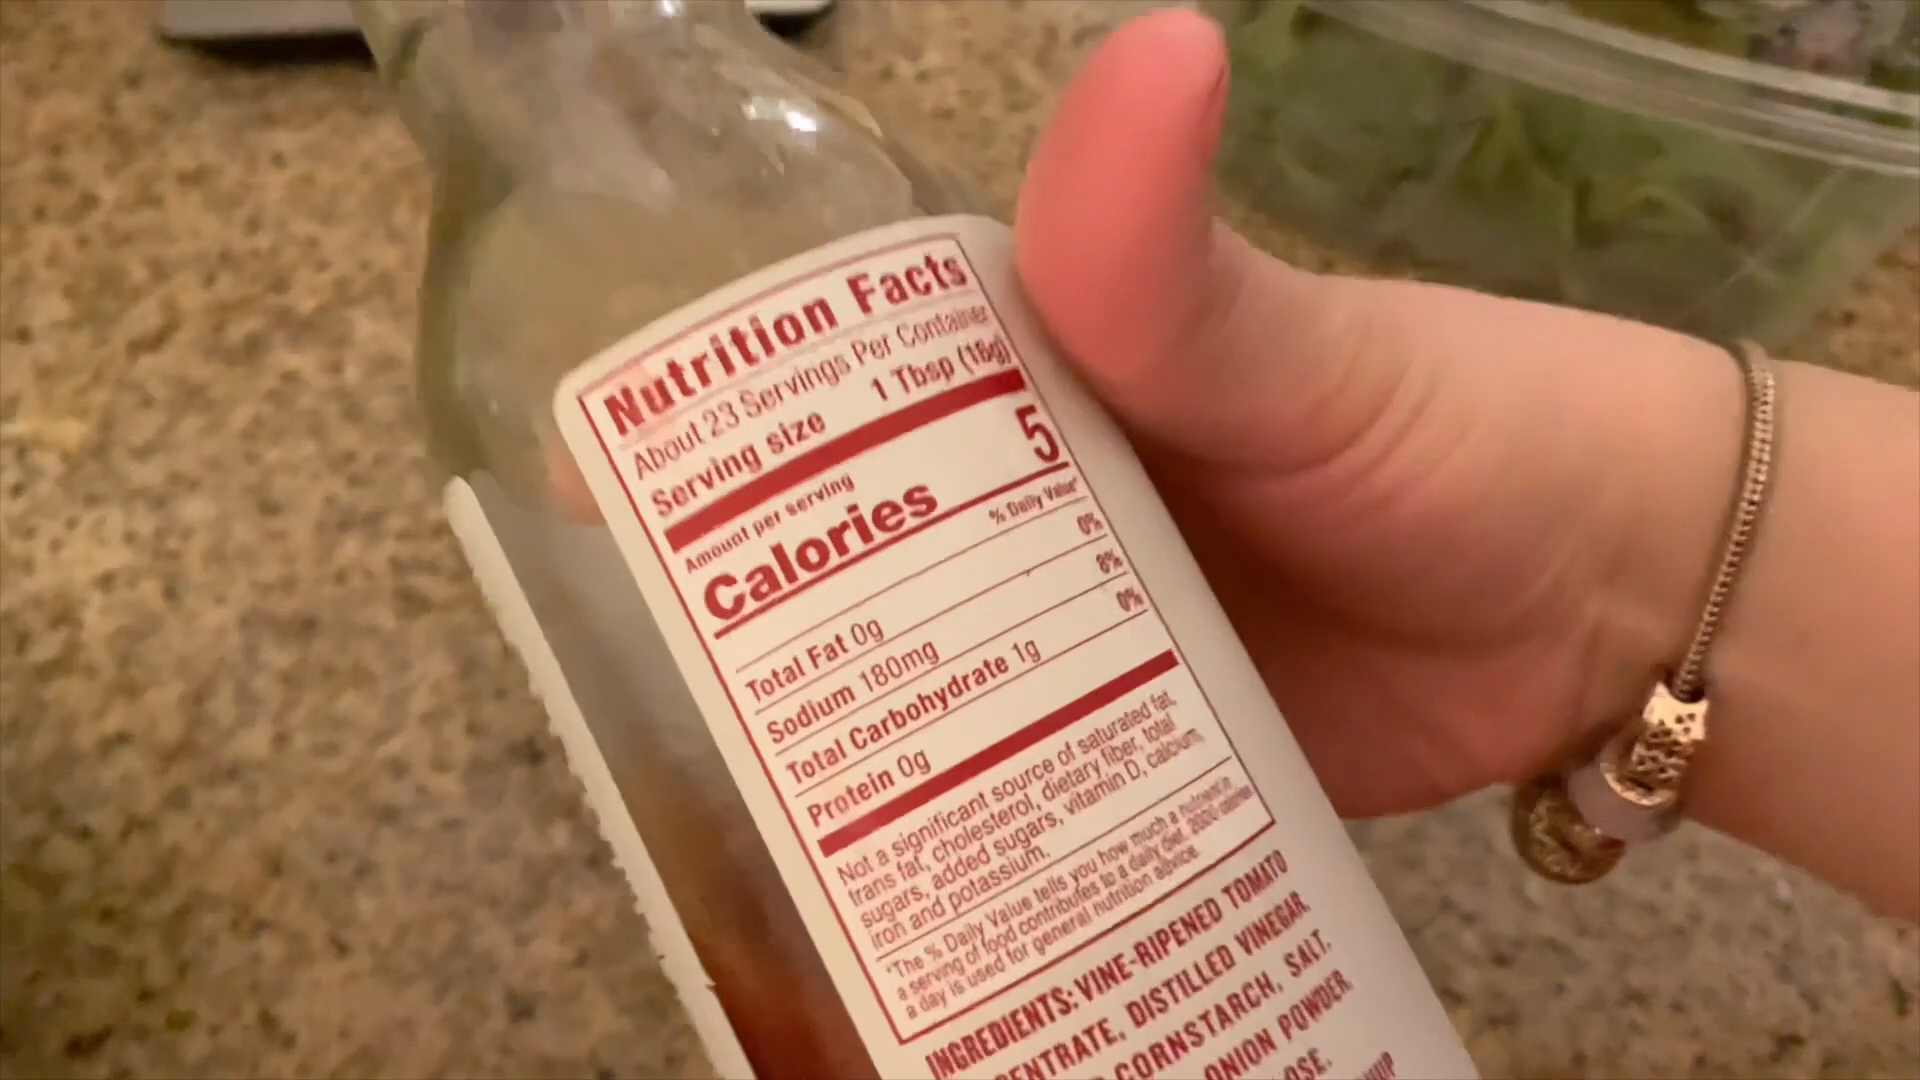 Nutrition Facts
About 23 Servings Per Container
Serving size 1 Tbsp (16g)
Amount per serving
Calories 5
% Daily Value*
Total Fat 0g 0%
Sodium 180mg 8%
Total Carbohydrate 1g 0%
Protein 0g
Not a significant source of saturated fat,
trans fat, cholesterol, dietary fiber, total
sugars, added sugars, vitamin D, calcium,
iron and potassium.
*The % Daily Value tells you how much a nutrient in
a serving of food contributes to a daily diet. 2000 calories
a day is used for general nutrition advice.
INGREDIENTS: VINE-RIPENED TOMATO
ENTRATE, DISTILLED VINEGAR,
CORNSTARCH, SALT,
ONION POWDER
OSE.